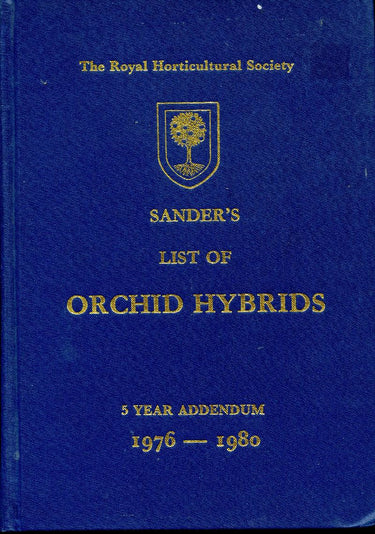 The Royal Horticultural Society
SANDER'S
LIST OF
ORCHID HYBRIDS
5 YEAR ADDENDUM
1976 — 1980